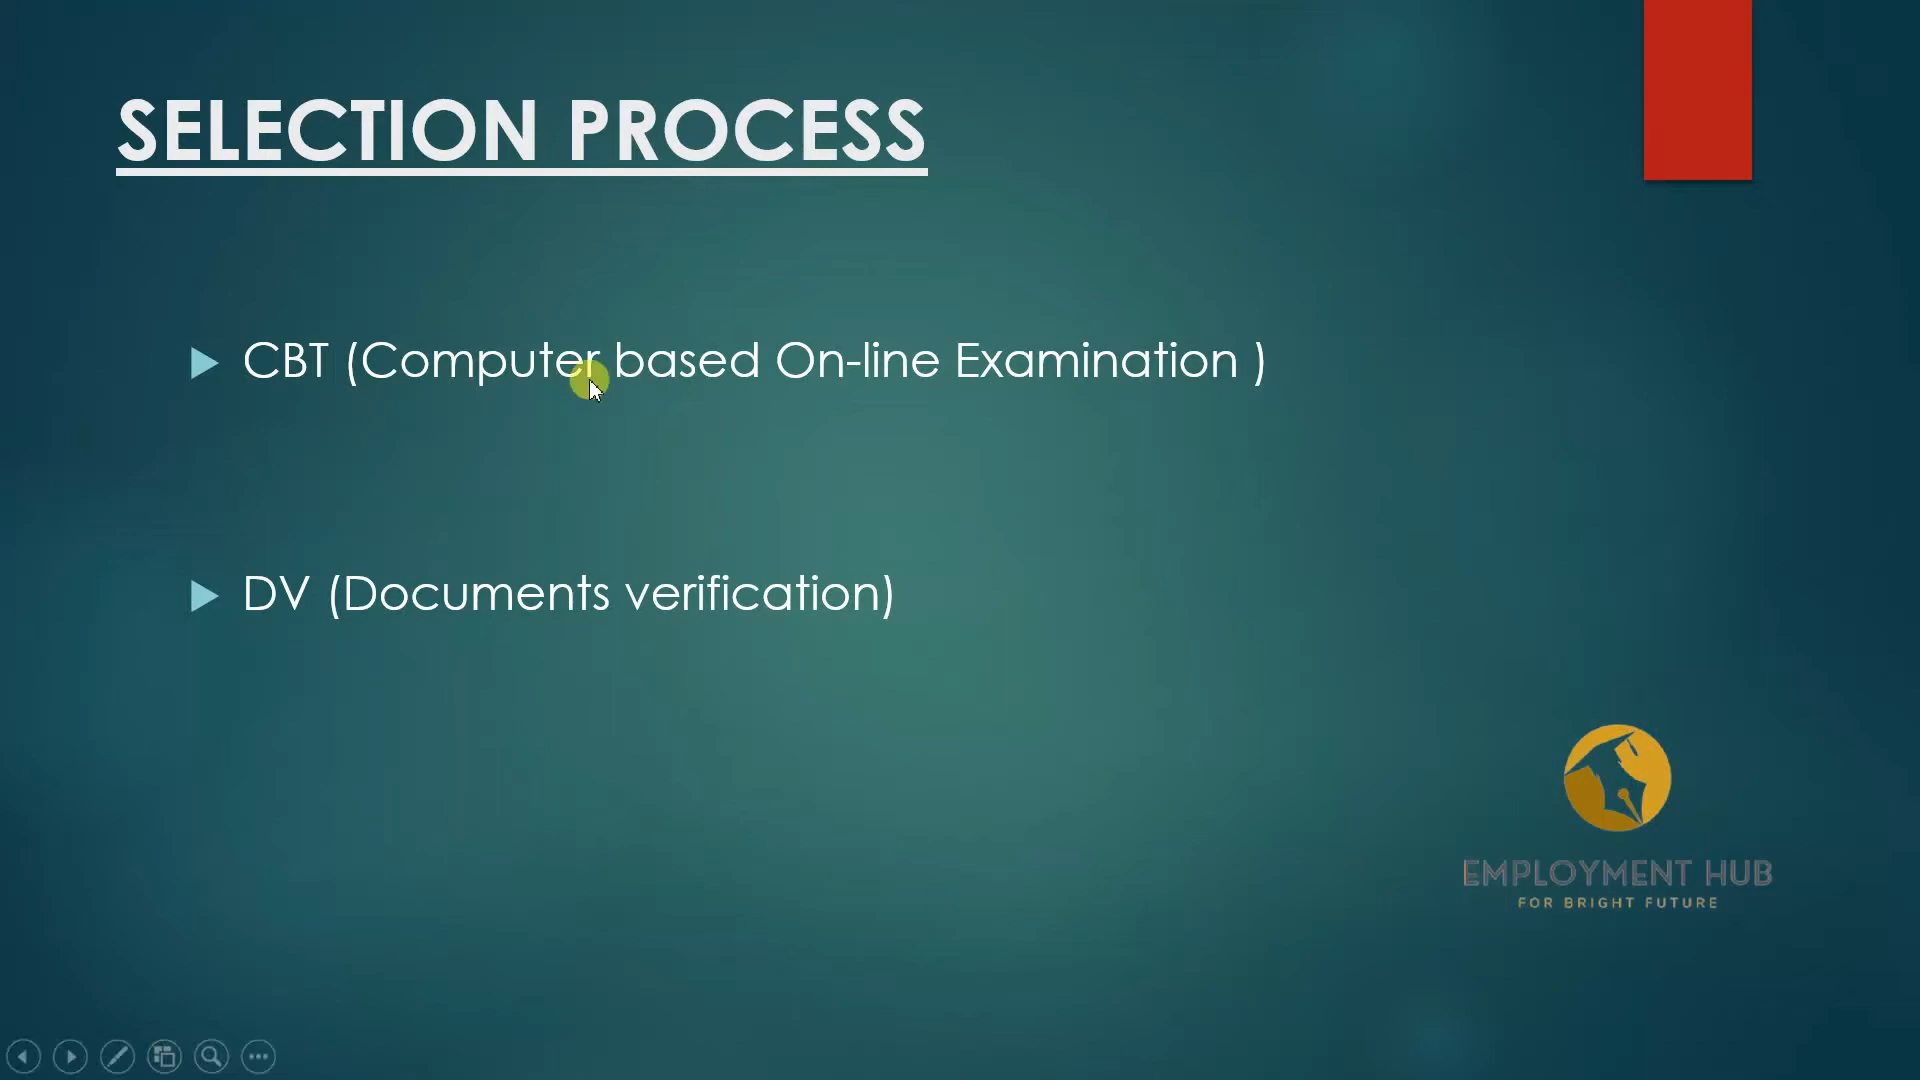 SELECTION PROCESS
CBT (Computer based On-line Examination )
DV (Documents verification)
EMPLOYMENT HUB
FOR BRIGHT FUTURE